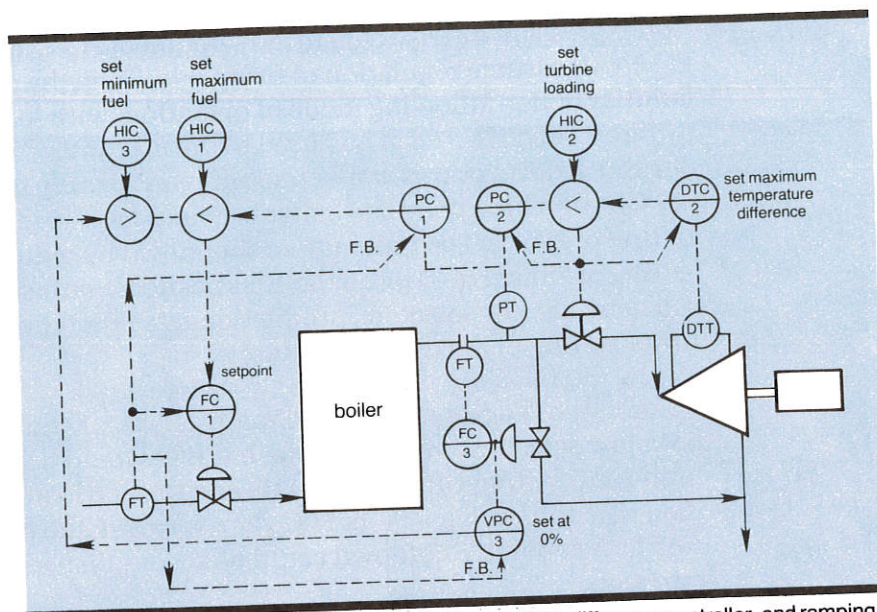 set
minimum
fuel
set
maximum
fuel
set
turbine
loading
HIC
3
HIC
1
HIC
2
>
<
PC
1
PC
2
<
DTC
2
set maximum
temperature
difference
F.B.
F.B.
PT
DTT
setpoint
FC
1
boiler
FT
FC
3
FT
VPC
3
set at
0%
F.B.